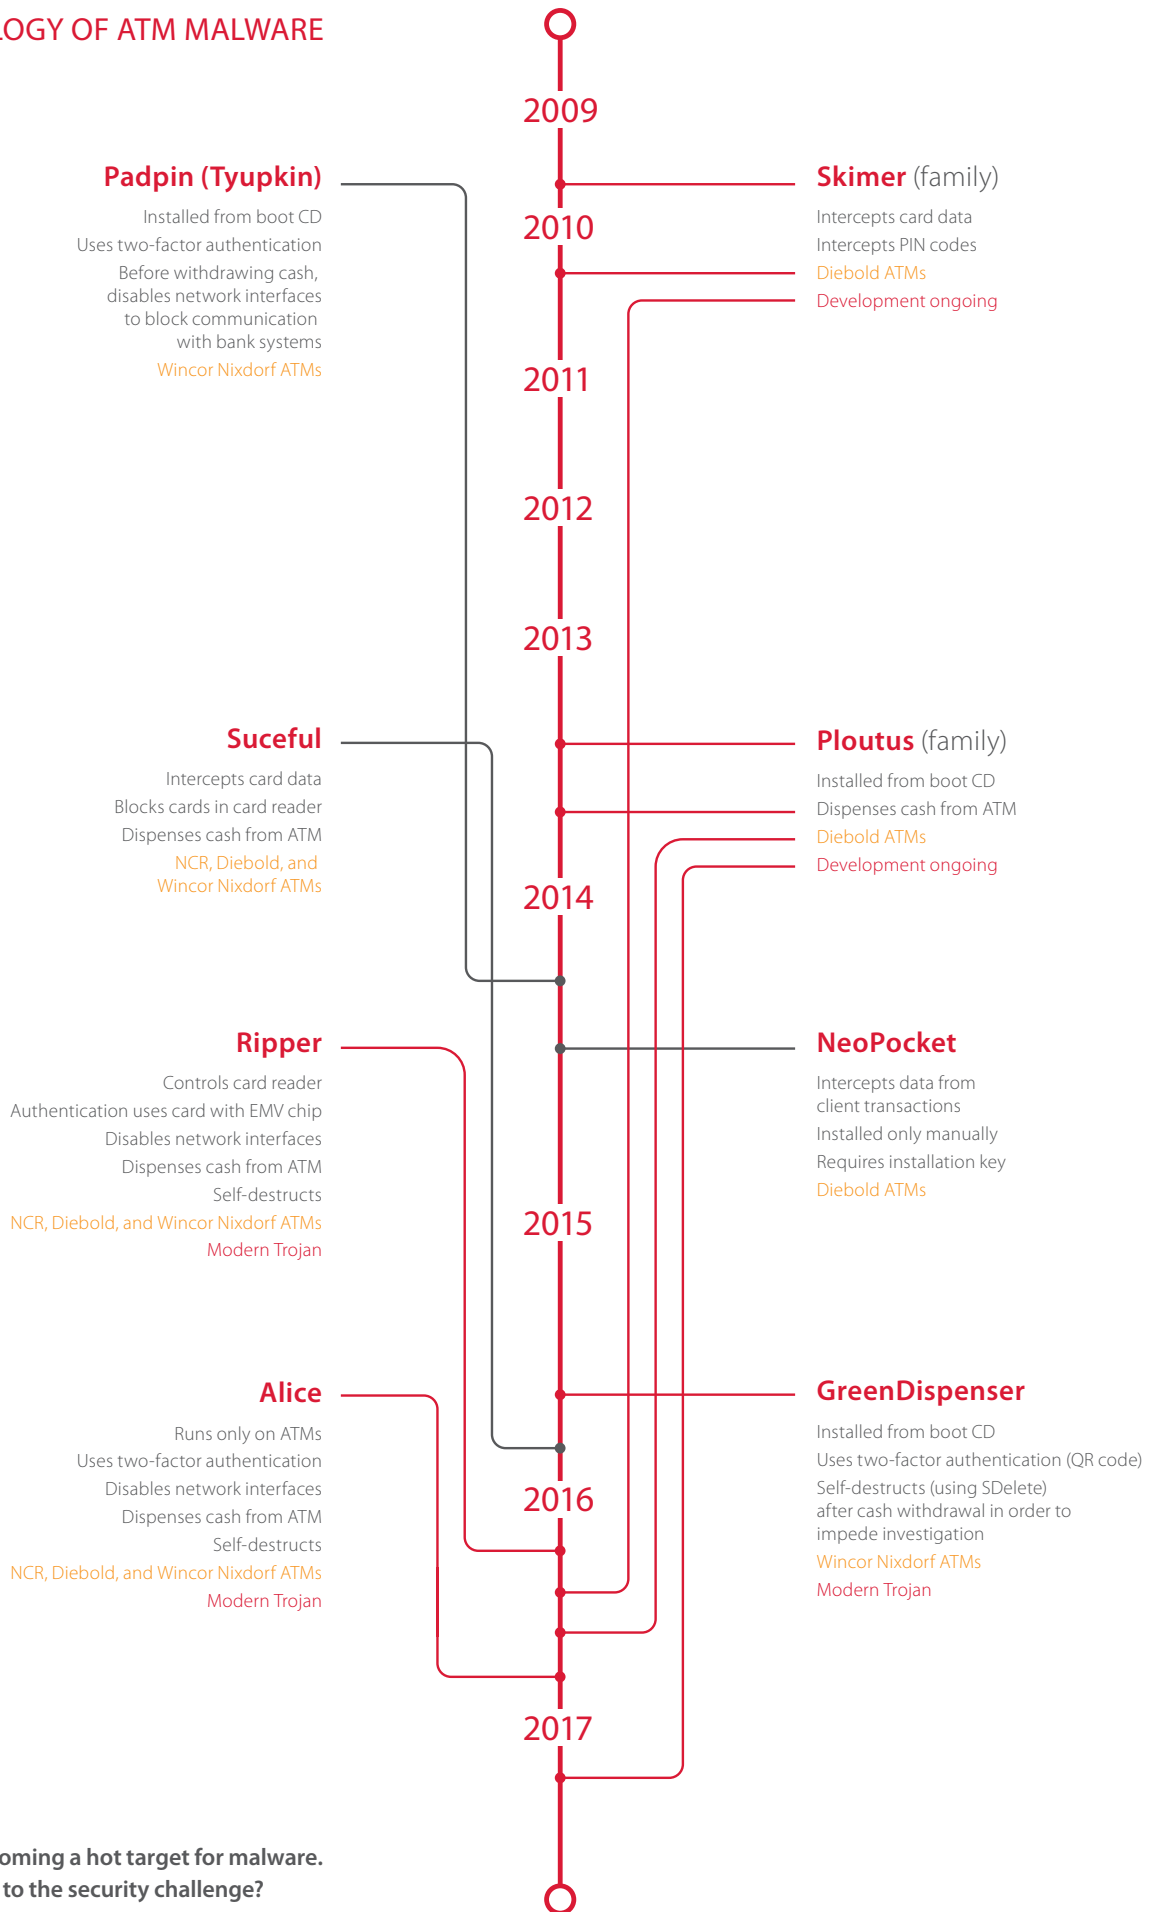 LOGY OF ATM MALWARE
2009
Padpin (Tyupkin)
Installed from boot CD
Uses two-factor authentication
Before withdrawing cash,
disables network interfaces
to block communication
with bank systems
Wincor Nixdorf ATMs
Skimer (family)
Intercepts card data
Intercepts PIN codes
Diebold ATMs
Development ongoing
2010
2011
2012
2013
Suceful
Intercepts card data
Blocks cards in card reader
Dispenses cash from ATM
NCR, Diebold, and
Wincor Nixdorf ATMs
Ploutus (family)
Installed from boot CD
Dispenses cash from ATM
Diebold ATMs
Development ongoing
2014
Ripper
Controls card reader
Authentication uses card with EMV chip
Disables network interfaces
Dispenses cash from ATM
Self-destructs
NCR, Diebold, and Wincor Nixdorf ATMs
Modern Trojan
NeoPocket
Intercepts data from
client transactions
Installed only manually
Requires installation key
Diebold ATMs
2015
Alice
Runs only on ATMs
Uses two-factor authentication
Disables network interfaces
Dispenses cash from ATM
Self-destructs
NCR, Diebold, and Wincor Nixdorf ATMs
Modern Trojan
GreenDispenser
Installed from boot CD
Uses two-factor authentication (QR code)
Self-destructs (using SDelete)
after cash withdrawal in order to
impede investigation
Wincor Nixdorf ATMs
Modern Trojan
2016
2017
oming a hot target for malware.
to the security challenge?